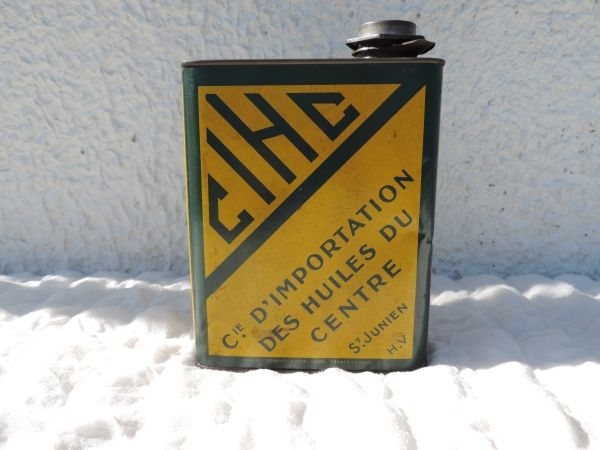 CIHC
CIE D'IMPORTATION
DES HUILES DU
CENTRE
ST JUNIEN
H.V